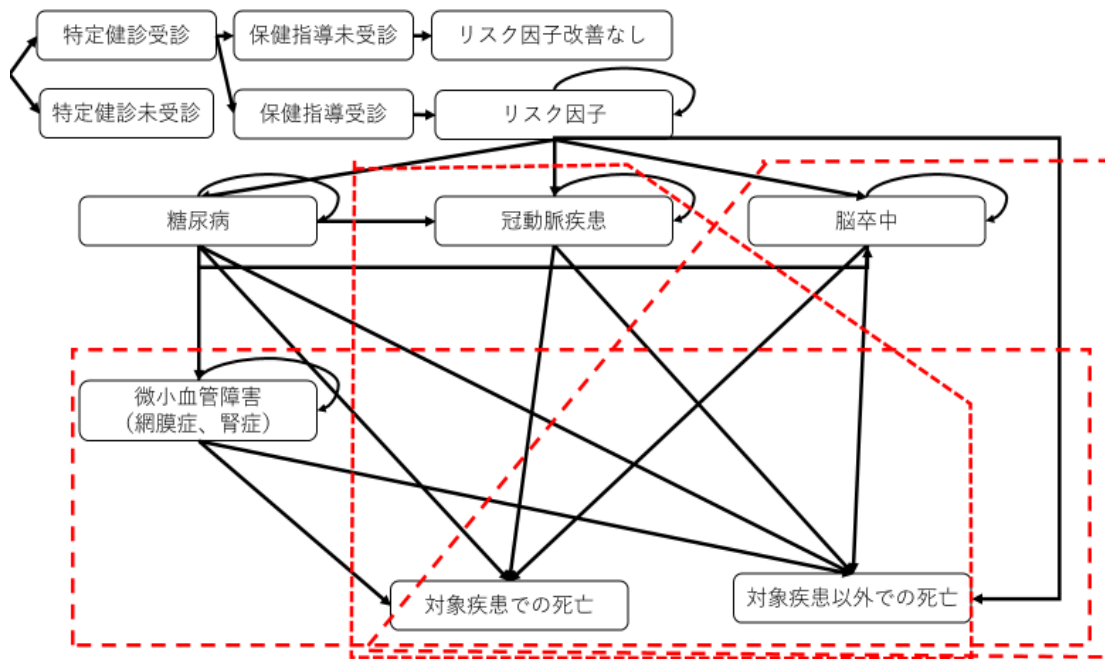 特定健診受診
保健指導未受診
リスク因子改善なし
特定健診未受診
保健指導受診
リスク因子
糖尿病
冠動脈疾患
脳卒中
微小血管障害
（網膜症、腎症）
対象疾患での死亡
対象疾患以外での死亡